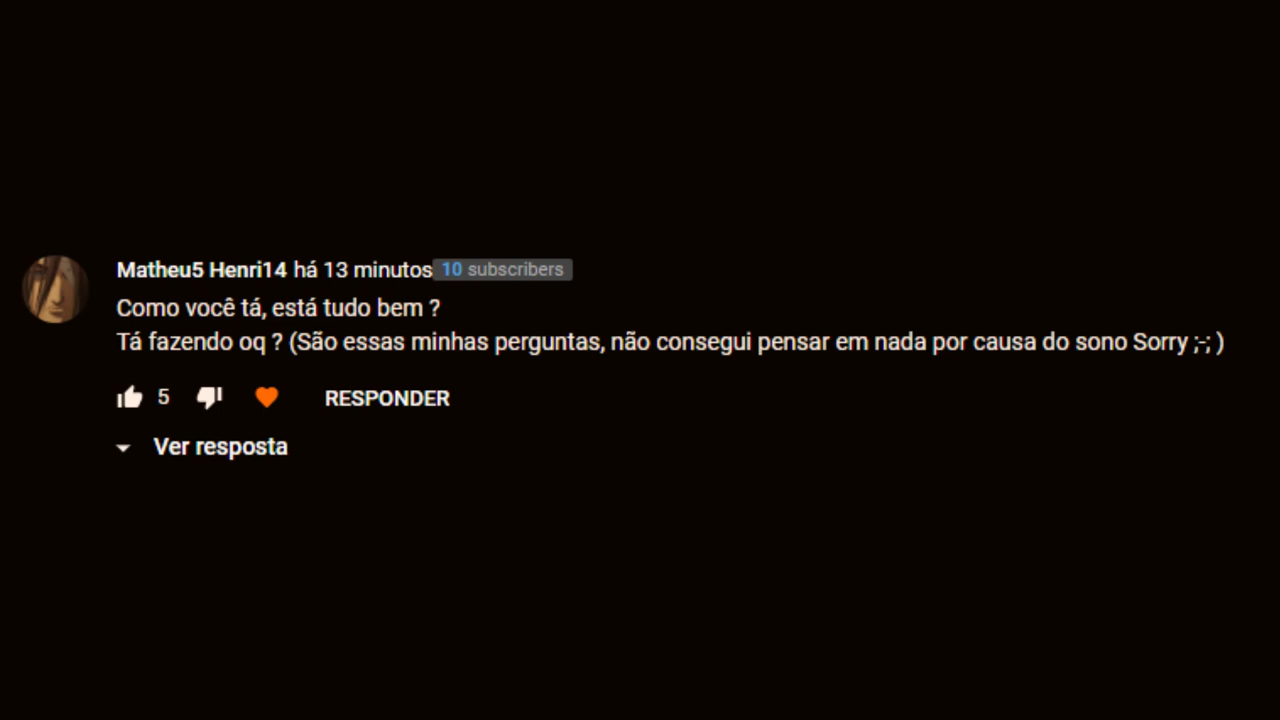 Matheu5 Henri14 há 13 minutos 10 subscribers
Como você tá, está tudo bem ?
Tá fazendo oq ? (São essas minhas perguntas, não consegui pensar em nada por causa do sono Sorry ;-; )
5 RESPONDER
Ver resposta